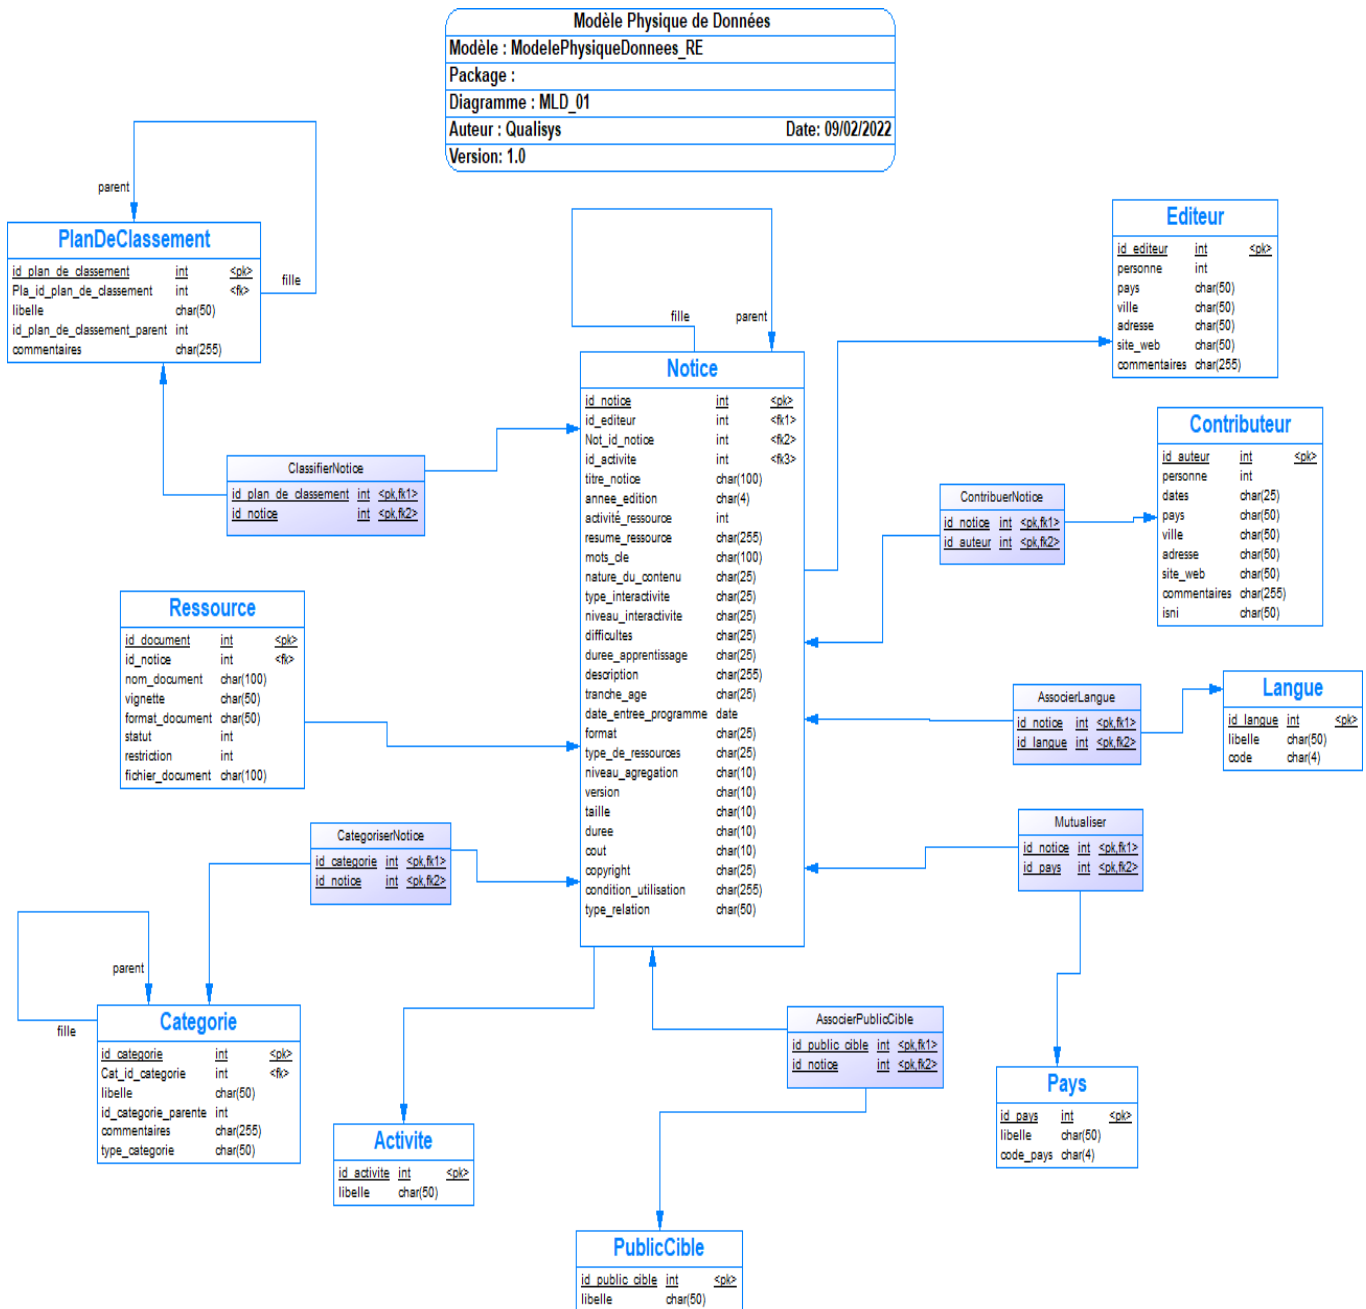 Modèle Physique de Données
Modèle : ModelePhysiqueDonnees_RE
Package :
Diagramme : MLD_01
Auteur : Qualisys Date: 09/02/2022
Version: 1.0
parent
PlanDeClassement
id_plan_de_classement int <pk>
Pla_id_plan_de_classement int <fk>
libelle char(50)
id_plan_de_classement_parent int
commentaires char(255)
fille
fille
parent
Editeur
id_editeur int <pk>
personne int
pays char(50)
ville char(50)
adresse char(50)
site_web char(50)
commentaires char(255)
Notice
id_notice int <pk>
id_editeur int <fk1>
Not_id_notice int <fk2>
id_activite int <fk3>
titre_notice char(100)
annee_edition char(4)
activité_ressource int
resume_ressource char(255)
mots_cle char(100)
nature_du_contenu char(25)
type_interactivite char(25)
niveau_interactivite char(25)
difficultes char(25)
duree_apprentissage char(25)
description char(255)
tranche_age char(25)
date_entree_programme date
format char(25)
type_de_ressources char(25)
niveau_agregation char(10)
version char(10)
taille char(10)
duree char(10)
cout char(10)
copyright char(25)
condition_utilisation char(255)
type_relation char(50)
Contributeur
id_auteur int <pk>
personne int
dates char(25)
pays char(50)
ville char(50)
adresse char(50)
site_web char(50)
commentaires char(255)
isni char(50)
ClassifierNotice
id_plan_de_classement int <pk,fk1>
id_notice int <pk,fk2>
ContribuerNotice
id_notice int <pk,fk1>
id_auteur int <pk,fk2>
Ressource
id_document int <pk>
id_notice int <fk>
nom_document char(100)
vignette char(50)
format_document char(50)
statut int
restriction int
fichier_document char(100)
AssocierLangue
id_notice int <pk,fk1>
id_langue int <pk,fk2>
Langue
id_langue int <pk>
libelle char(50)
code char(4)
CategoriserNotice
id_categorie int <pk,fk1>
id_notice int <pk,fk2>
Mutualiser
id_notice int <pk,fk1>
id_pays int <pk,fk2>
parent
fille
Categorie
id_categorie int <pk>
Cat_id_categorie int <fk>
libelle char(50)
id_categorie_parente int
commentaires char(255)
type_categorie char(50)
AssocierPublicCible
id_public_cible int <pk,fk1>
id_notice int <pk,fk2>
Pays
id_pays int <pk>
libelle char(50)
code_pays char(4)
Activite
id_activite int <pk>
libelle char(50)
PublicCible
id_public_cible int <pk>
libelle char(50)